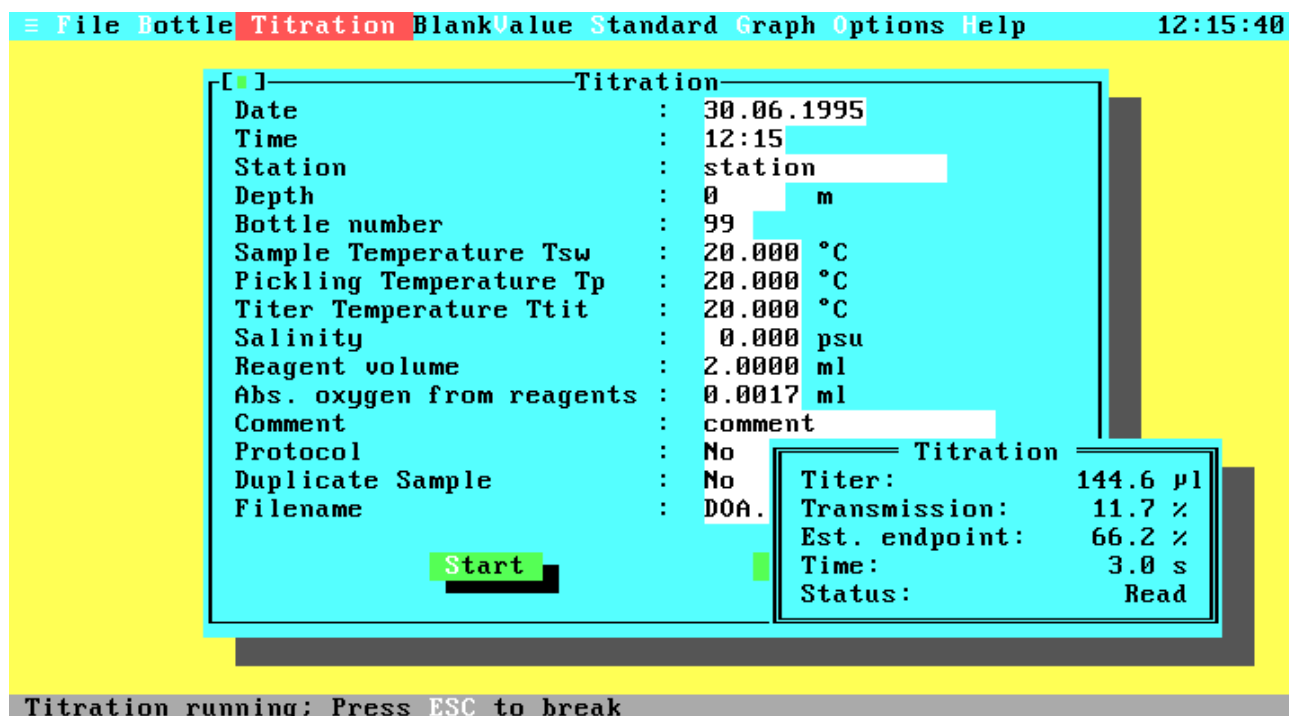 ≡ File Bottle Titration BlankValue Standard Graph Options Help 12:15:40
[▪]Titration
Date : 30.06.1995
Time : 12:15
Station : station
Depth : 0 m
Bottle number : 99
Sample Temperature Tsw : 20.000 °C
Pickling Temperature Tp : 20.000 °C
Titer Temperature Ttit : 20.000 °C
Salinity : 0.000 psu
Reagent volume : 2.0000 ml
Abs. oxygen from reagents : 0.0017 ml
Comment : comment
Protocol : No
Duplicate Sample : No
Filename : DOA.
Start
Titration
Titer: 144.6 µl
Transmission: 11.7 %
Est. endpoint: 66.2 %
Time: 3.0 s
Status: Read
Titration running; Press ESC to break